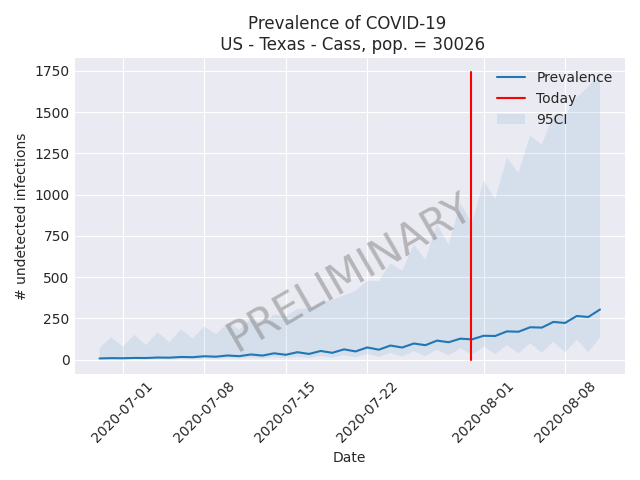 Prevalence of COVID-19
US - Texas - Cass, pop. = 30026
# undetected infections
1750
1500
1250
1000
750
500
250
0
Prevalence
Today
95CI
PRELIMINARY
2020-07-01
2020-07-08
2020-07-15
2020-07-22
2020-08-01
2020-08-08
Date